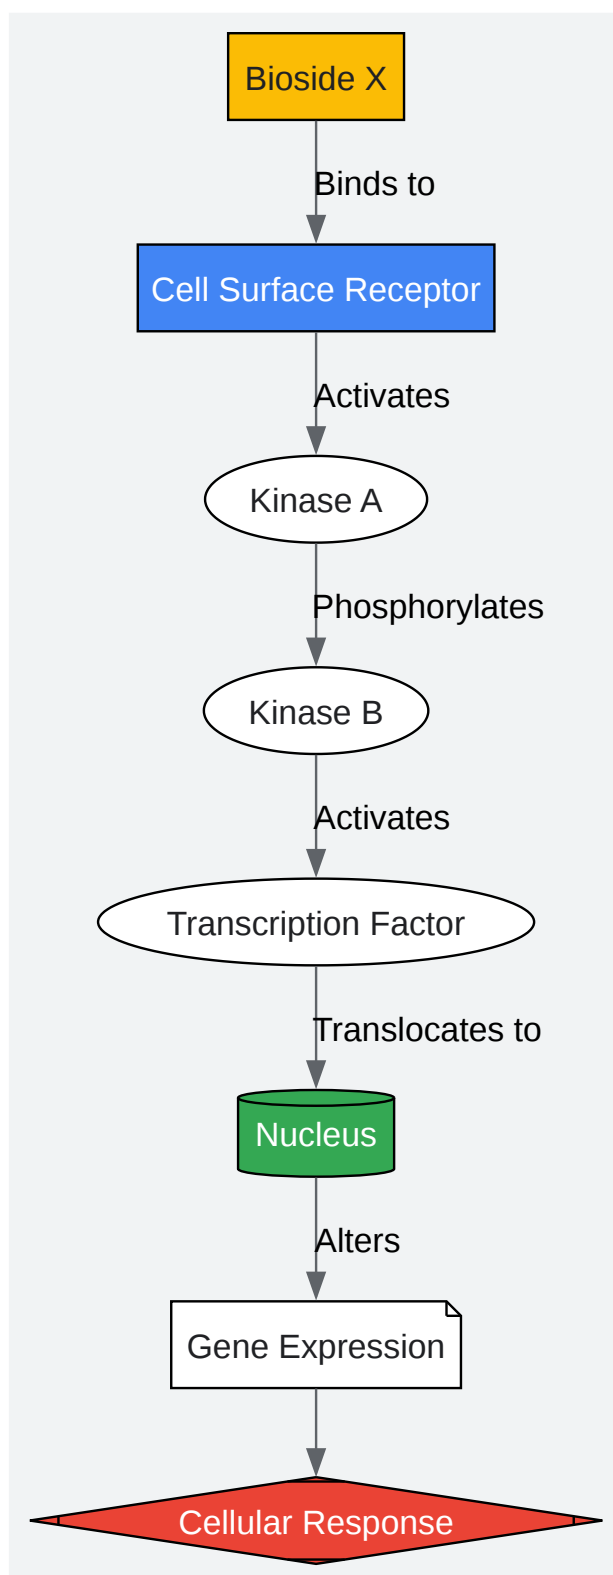 Bioside X
Binds to
Cell Surface Receptor
Activates
Kinase A
Phosphorylates
Kinase B
Activates
Transcription Factor
Translocates to
Nucleus
Alters
Gene Expression
Cellular Response